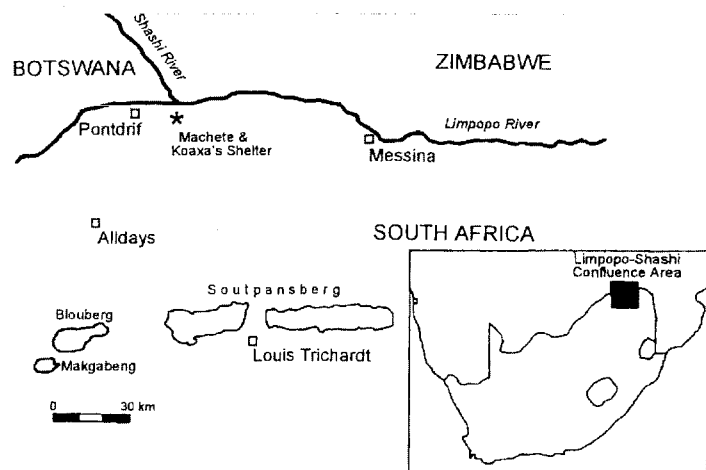 Shashi River
BOTSWANA
ZIMBABWE
Pontdrif
Machete &
Koaxa's Shelter
Limpopo River
Messina
Alldays
SOUTH AFRICA
Limpopo-Shashi
Confluence Area
Soutpansberg
Blouberg
Louis Trichardt
Makgabeng
0 30 km